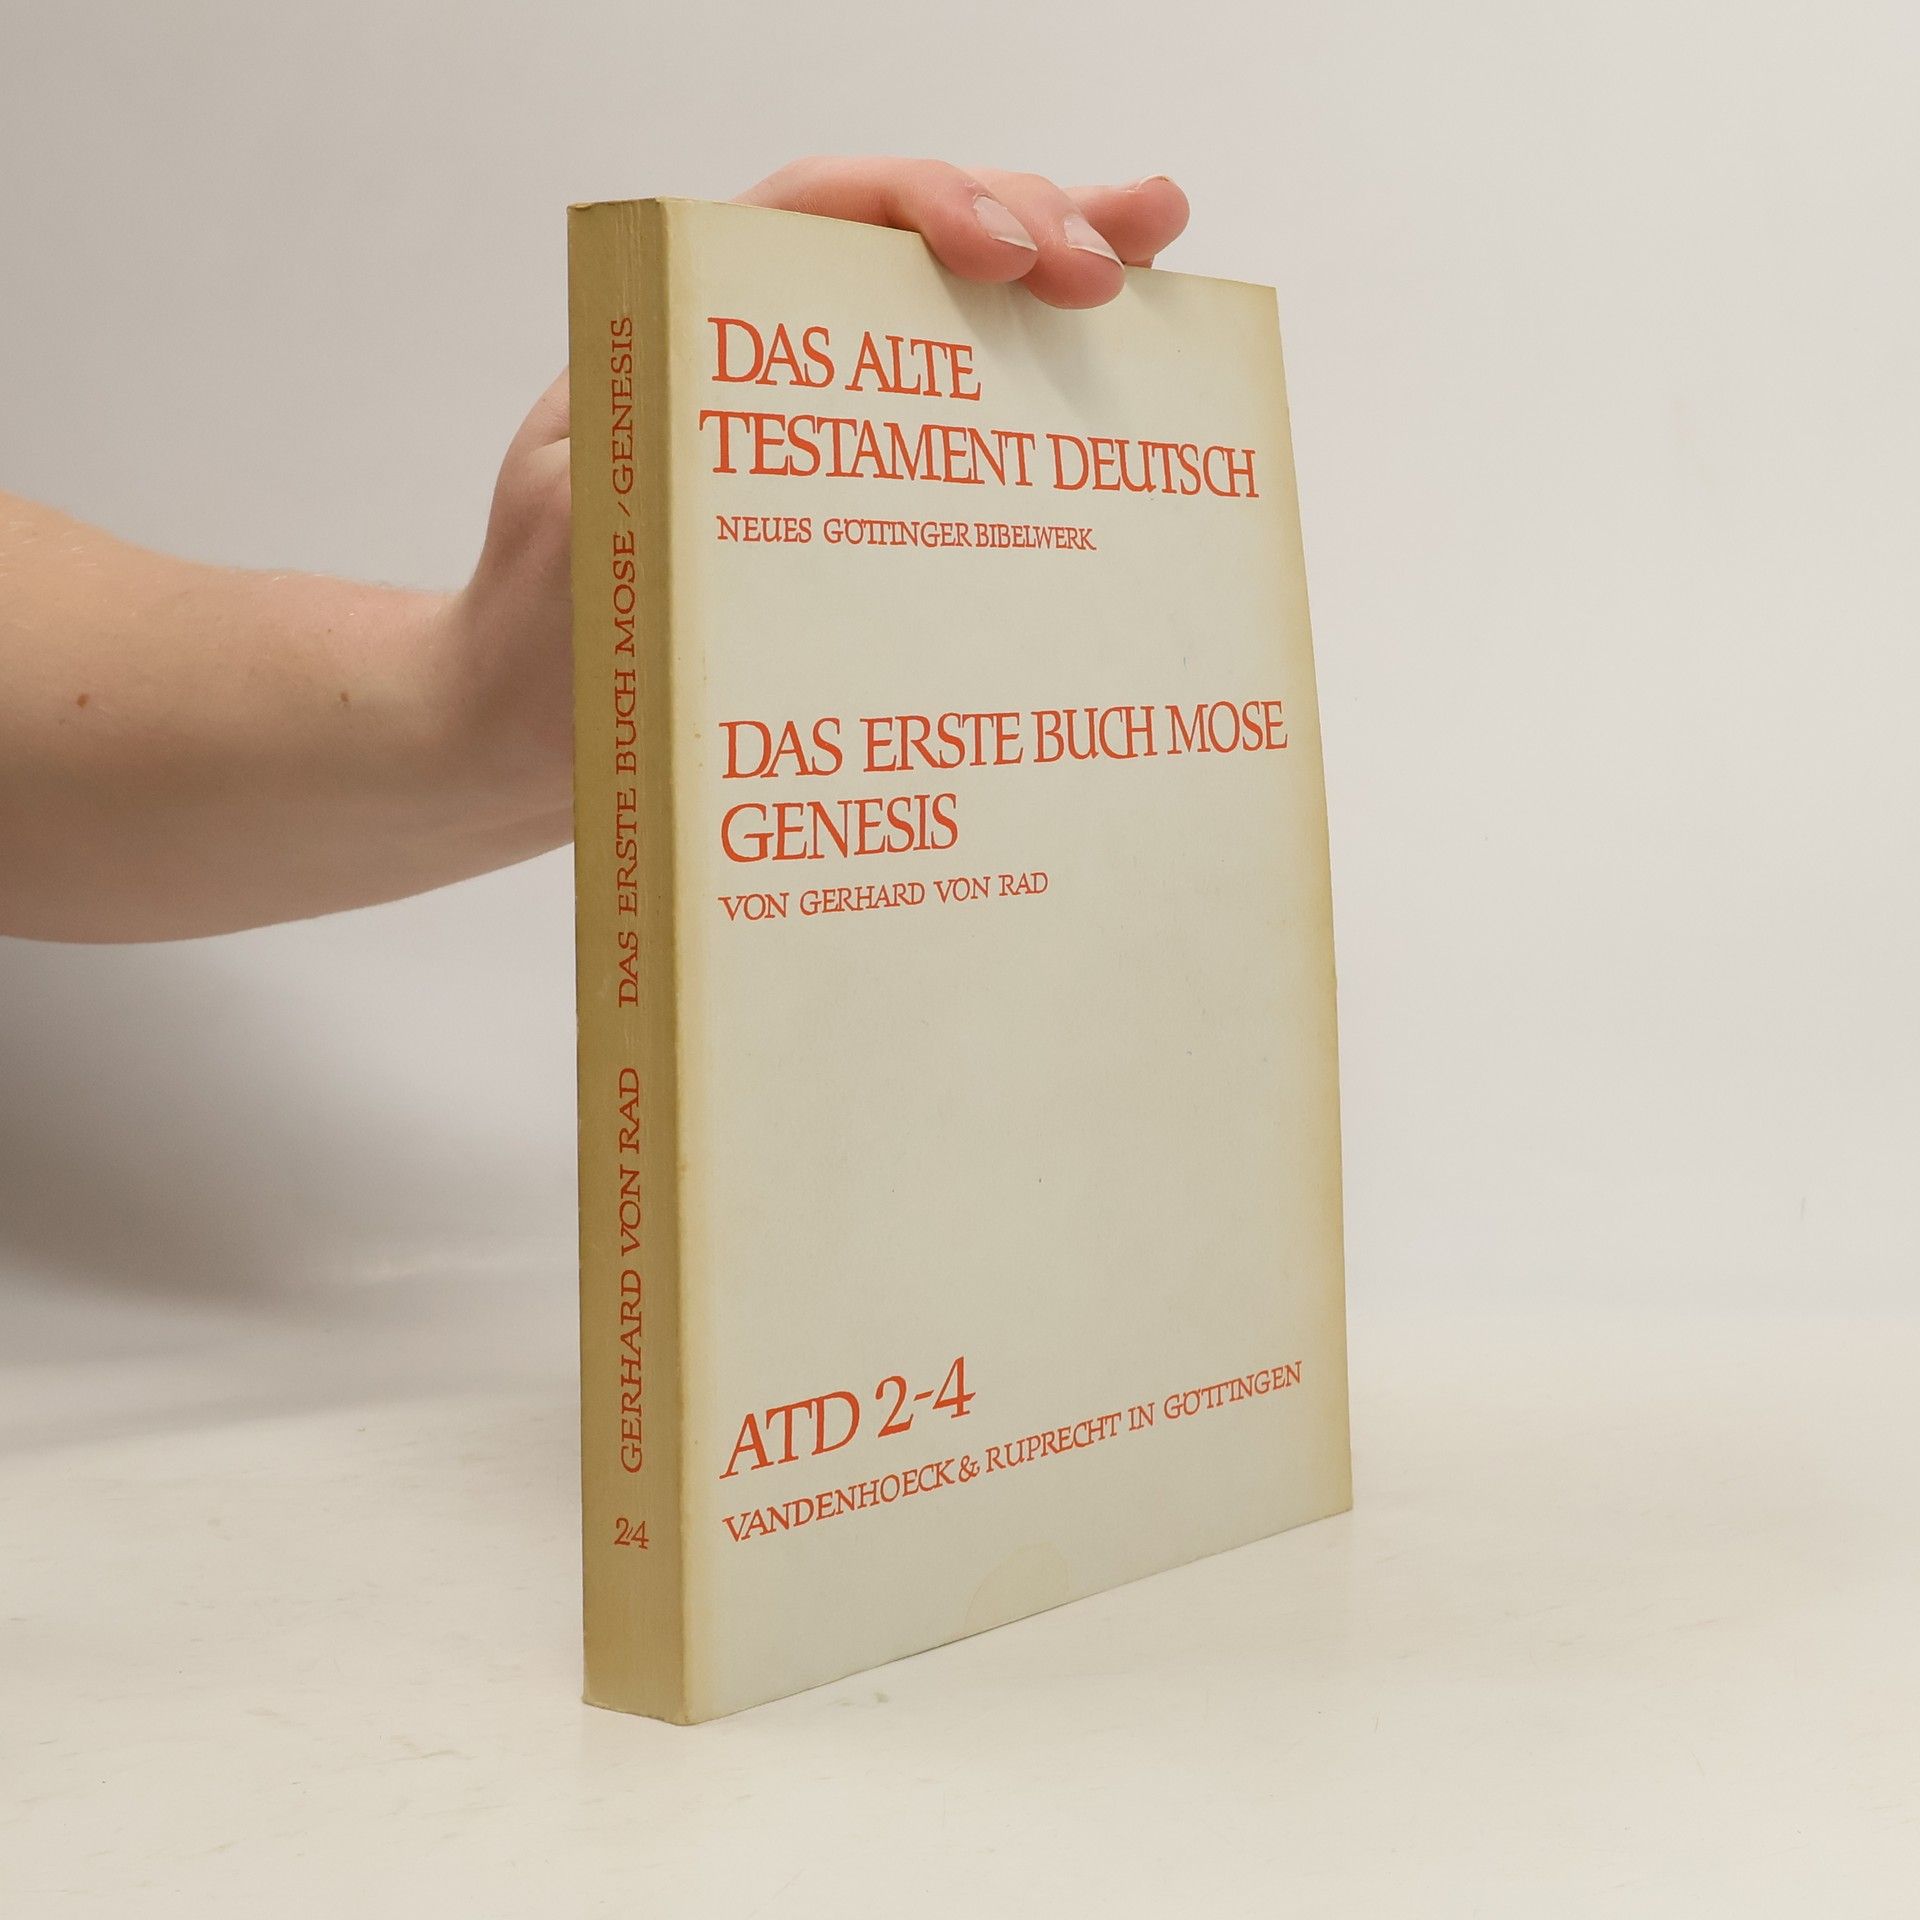 DAS ALTE
TESTAMENT DEUTSCH
NEUES GÖTTINGER BIBELWERK
DAS ERSTE BUCH MOSE
GENESIS
VON GERHARD VON RAD
ATD 2-4
VANDENHOECK & RUPRECHT IN GÖTTINGEN
GERHARD VON RAD DAS ERSTE BUCH MOSE / GENESIS
2/4